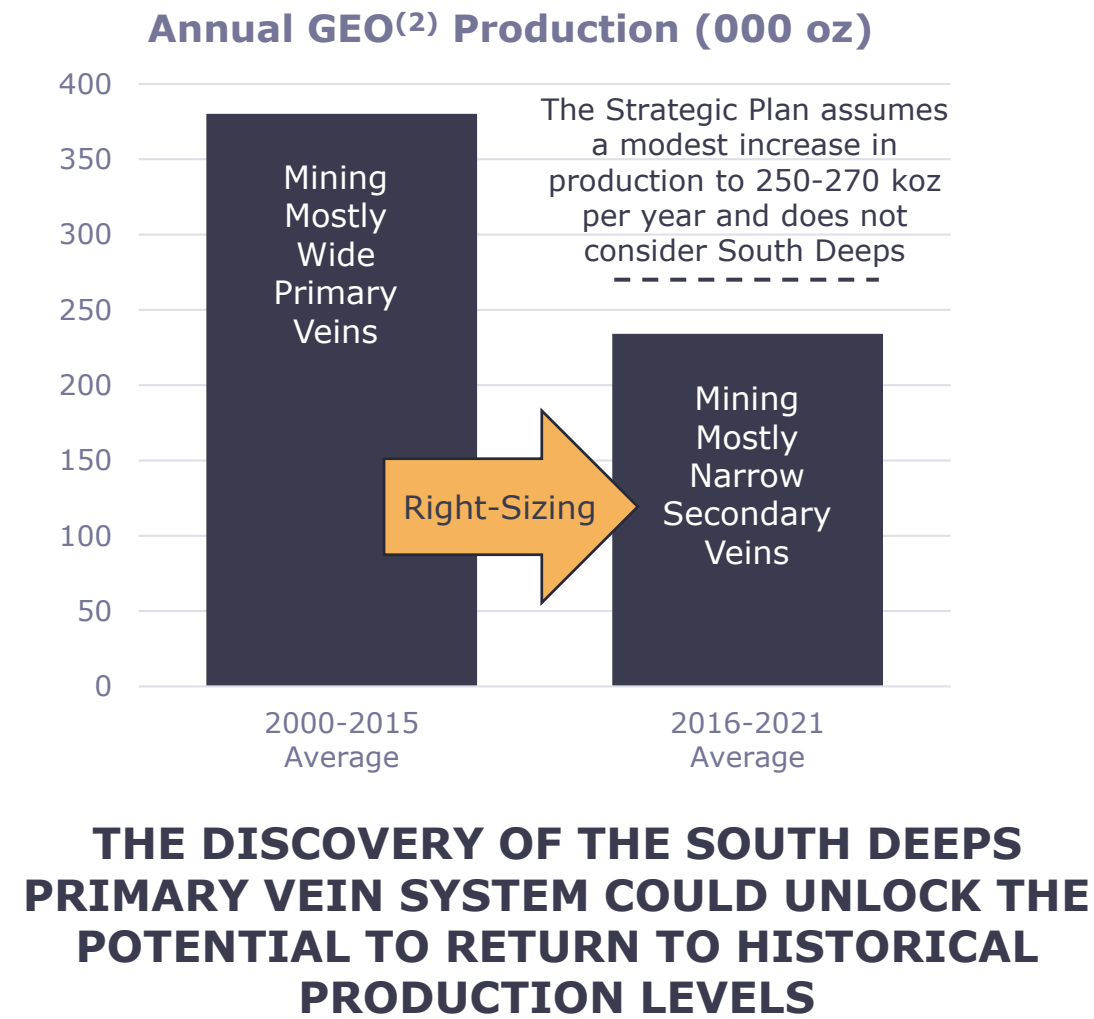 Annual GEO(2) Production (000 oz)
400
350
300
250
200
150
100
50
0
Mining
Mostly
Wide
Primary
Veins
The Strategic Plan assumes
a modest increase in
production to 250-270 koz
per year and does not
consider South Deeps
Right-Sizing
Mining
Mostly
Narrow
Secondary
Veins
2000-2015
Average
2016-2021
Average
THE DISCOVERY OF THE SOUTH DEEPS
PRIMARY VEIN SYSTEM COULD UNLOCK THE
POTENTIAL TO RETURN TO HISTORICAL
PRODUCTION LEVELS